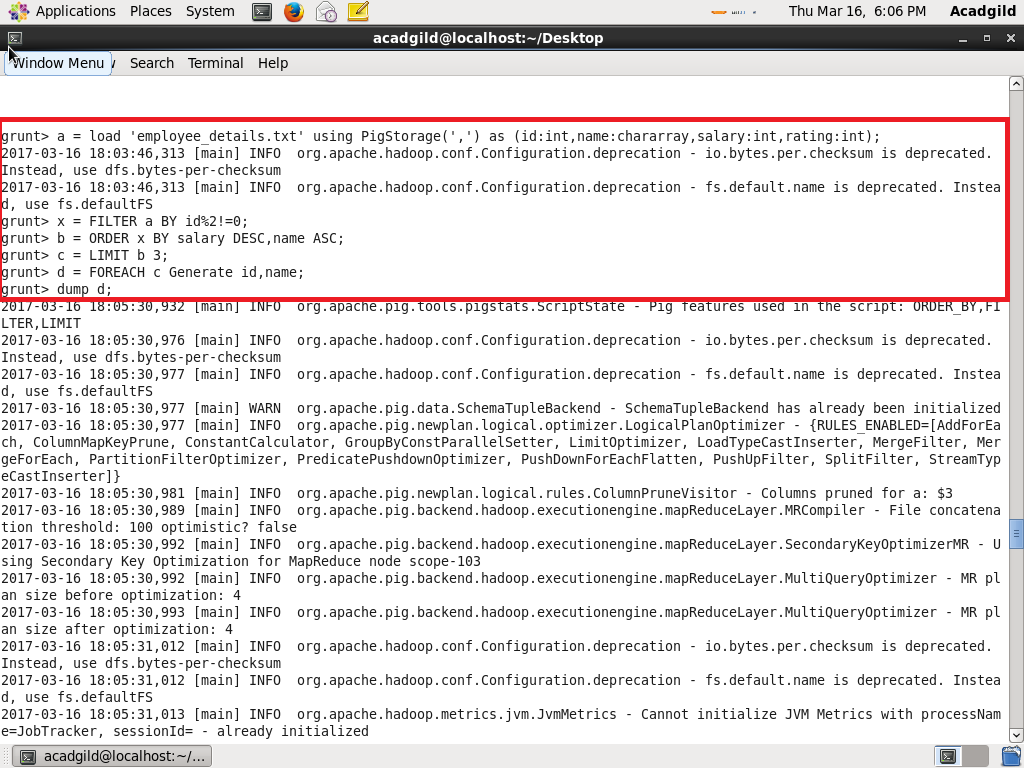 Applications Places System Thu Mar 16, 6:06 PM Acadgild
acadgild@localhost:~/Desktop
Window Menu Search Terminal Help
grunt> a = load 'employee_details.txt' using PigStorage(',') as (id:int,name:chararray,salary:int,rating:int);
2017-03-16 18:03:46,313 [main] INFO  org.apache.hadoop.conf.Configuration.deprecation - io.bytes.per.checksum is deprecated.
Instead, use dfs.bytes-per-checksum
2017-03-16 18:03:46,313 [main] INFO  org.apache.hadoop.conf.Configuration.deprecation - fs.default.name is deprecated. Instea
d, use fs.defaultFS
grunt> x = FILTER a BY id%2!=0;
grunt> b = ORDER x BY salary DESC,name ASC;
grunt> c = LIMIT b 3;
grunt> d = FOREACH c Generate id,name;
grunt> dump d;
2017-03-16 18:05:30,932 [main] INFO  org.apache.pig.tools.pigstats.ScriptState - Pig features used in the script: ORDER_BY,FI
LTER,LIMIT
2017-03-16 18:05:30,976 [main] INFO  org.apache.hadoop.conf.Configuration.deprecation - io.bytes.per.checksum is deprecated.
Instead, use dfs.bytes-per-checksum
2017-03-16 18:05:30,977 [main] INFO  org.apache.hadoop.conf.Configuration.deprecation - fs.default.name is deprecated. Instea
d, use fs.defaultFS
2017-03-16 18:05:30,977 [main] WARN  org.apache.pig.data.SchemaTupleBackend - SchemaTupleBackend has already been initialized
2017-03-16 18:05:30,977 [main] INFO  org.apache.pig.newplan.logical.optimizer.LogicalPlanOptimizer - {RULES_ENABLED=[AddForEa
ch, ColumnMapKeyPrune, ConstantCalculator, GroupByConstParallelSetter, LimitOptimizer, LoadTypeCastInserter, MergeFilter, Mer
geForEach, PartitionFilterOptimizer, PredicatePushdownOptimizer, PushDownForEachFlatten, PushUpFilter, SplitFilter, StreamTyp
eCastInserter]}
2017-03-16 18:05:30,981 [main] INFO  org.apache.pig.newplan.logical.rules.ColumnPruneVisitor - Columns pruned for a: $3
2017-03-16 18:05:30,989 [main] INFO  org.apache.pig.backend.hadoop.executionengine.mapReduceLayer.MRCompiler - File concatena
tion threshold: 100 optimistic? false
2017-03-16 18:05:30,992 [main] INFO  org.apache.pig.backend.hadoop.executionengine.mapReduceLayer.SecondaryKeyOptimizerMR - U
sing Secondary Key Optimization for MapReduce node scope-103
2017-03-16 18:05:30,992 [main] INFO  org.apache.pig.backend.hadoop.executionengine.mapReduceLayer.MultiQueryOptimizer - MR pl
an size before optimization: 4
2017-03-16 18:05:30,993 [main] INFO  org.apache.pig.backend.hadoop.executionengine.mapReduceLayer.MultiQueryOptimizer - MR pl
an size after optimization: 4
2017-03-16 18:05:31,012 [main] INFO  org.apache.hadoop.conf.Configuration.deprecation - io.bytes.per.checksum is deprecated.
Instead, use dfs.bytes-per-checksum
2017-03-16 18:05:31,012 [main] INFO  org.apache.hadoop.conf.Configuration.deprecation - fs.default.name is deprecated. Instea
d, use fs.defaultFS
2017-03-16 18:05:31,013 [main] INFO  org.apache.hadoop.metrics.jvm.JvmMetrics - Cannot initialize JVM Metrics with processNam
e=JobTracker, sessionId= - already initialized
acadgild@localhost:~/...